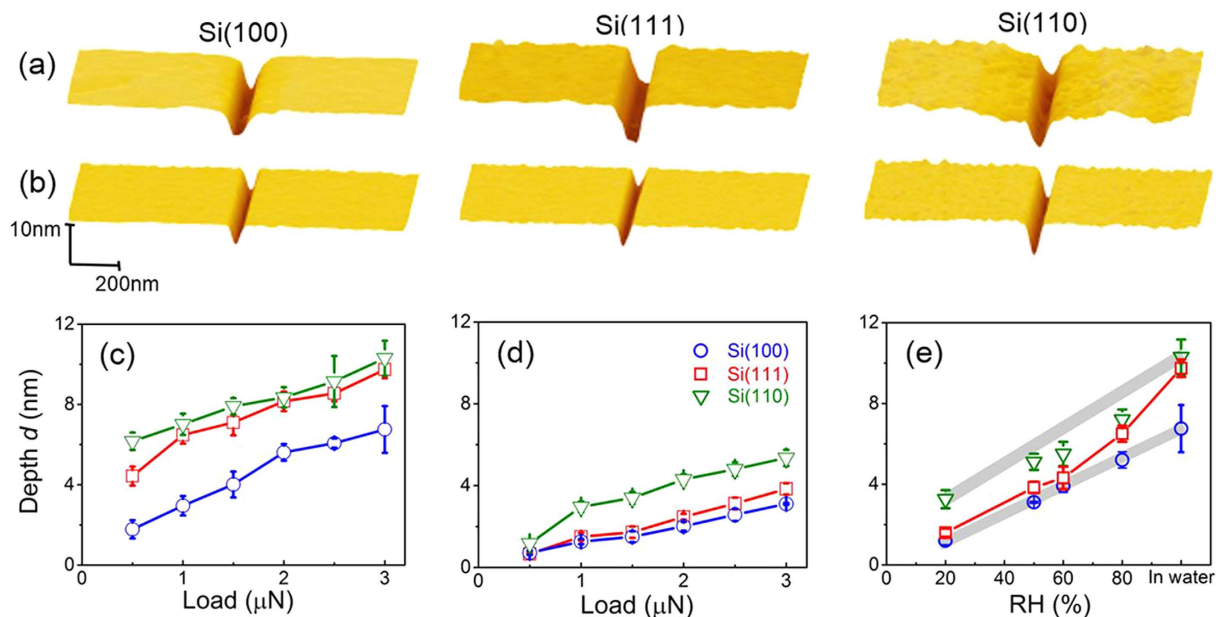 Si(100) Si(111) Si(110)
(a)
(b)
10nm
200nm
(c)
12
8
4
0
Depth d (nm)
0 1 2 3
Load (μN)
(d)
Si(100)
Si(111)
Si(110)
12
8
4
0
0 1 2 3
Load (μN)
(e)
12
8
4
0
20 40 60 80 In water
RH (%)